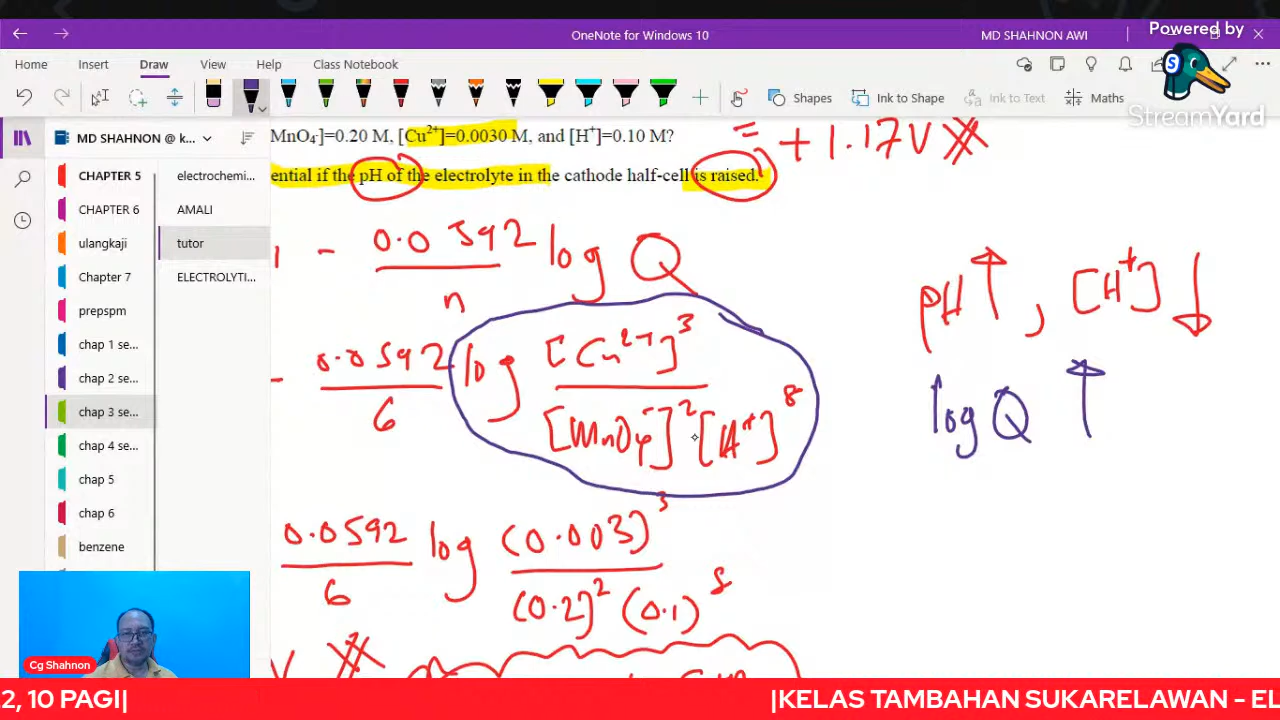 OneNote for Windows 10
MD SHAHNON AWI
Powered by
StreamYard
Home
Insert
Draw
View
Help
Class Notebook
Shapes
Ink to Shape
Ink to Text
Maths
MD SHAHNON @ k...
CHAPTER 5
CHAPTER 6
ulangkaji
Chapter 7
prepspm
chap 1 se...
chap 2 se...
chap 3 se...
chap 4 se...
chap 5
chap 6
benzene
electrochemi...
AMALI
tutor
ELECTROLYTI...
MnO₄⁻]=0.20 M, [Cu²⁺]=0.0030 M, and [H⁺]=0.10 M?
= + 1.17V
ential if the pH of the electrolyte in the cathode half-cell is raised.
- 0.0592/n log Q
- 0.0592/6 log [Cu²⁺]³/[MnO₄⁻]²[H⁺]⁸
0.0592/6 log (0.003)³/(0.2)²(0.1)⁸
V
pH ↑, [H⁺] ↓
log Q ↑
Cg Shahnon
2, 10 PAGI|
|KELAS TAMBAHAN SUKARELAWAN - EL